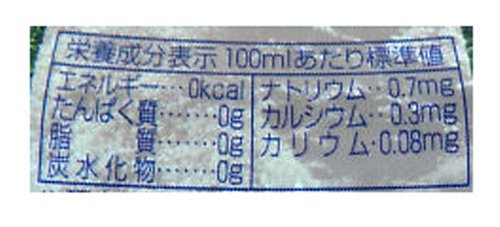 栄養成分表示 100mlあたり標準値
エネルギー…0kcal
たんぱく質……0g
脂質……0g
炭水化物……0g
ナトリウム…0.7mg
カルシウム…0.3mg
カリウム…0.08mg